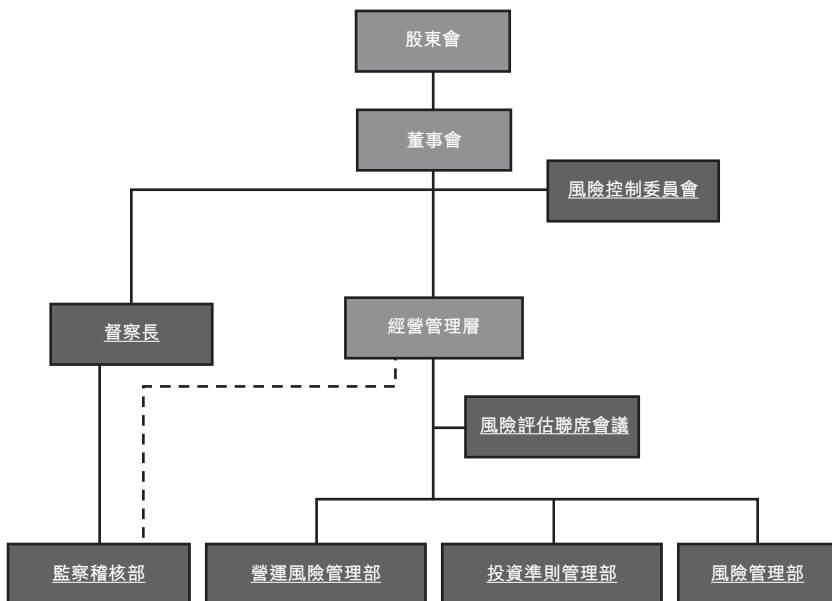 股東會
董事會
風險控制委員會
督察長
經營管理層
風險評估聯席會議
監察稽核部
營運風險管理部
投資準則管理部
風險管理部